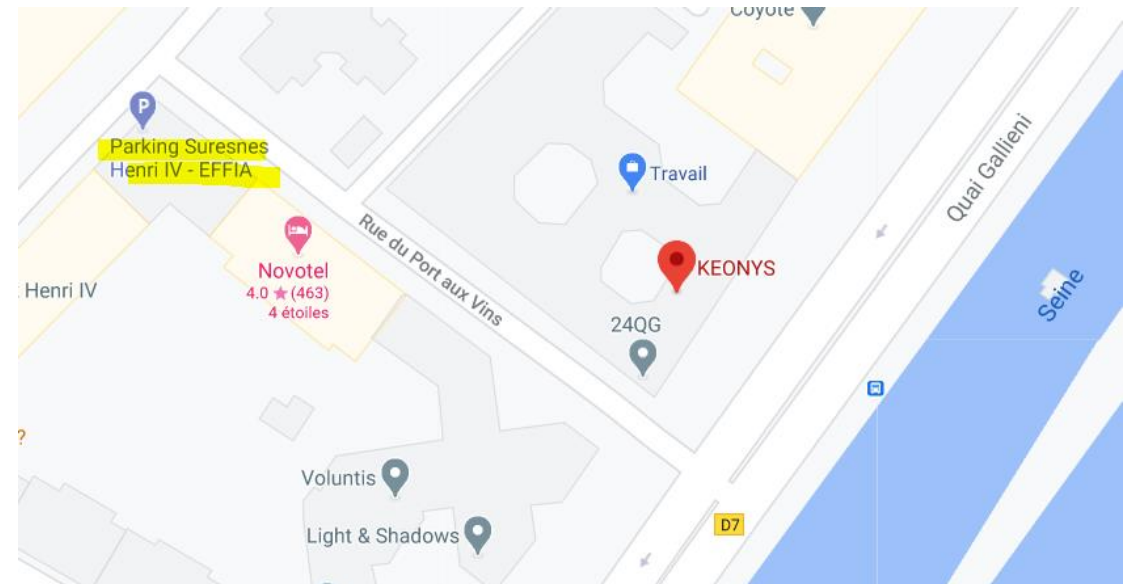 Coyote
P
Parking Suresnes
Henri IV - EFFIA
Travail
Quai Gallieni
Rue du Port aux Vins
Novotel
4.0 ★ (463)
4 étoiles
KEONYS
Henri IV
24QG
Seine
?
Voluntis
Light & Shadows
D7